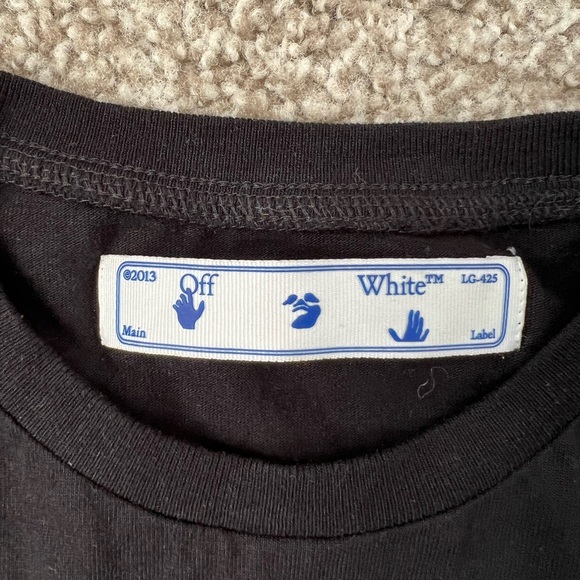 ©2013 Off White™ LG-425
Main Label